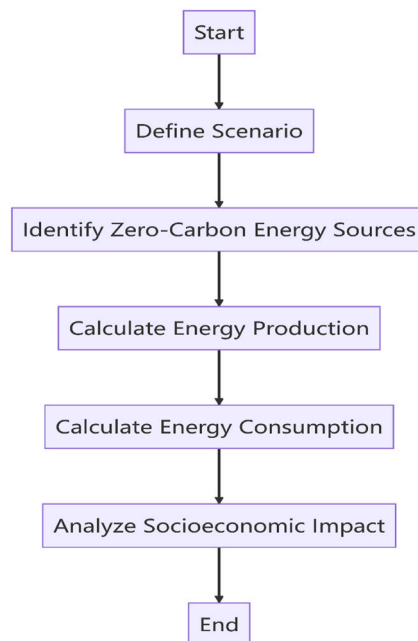 Start
Define Scenario
Identify Zero-Carbon Energy Sources
Calculate Energy Production
Calculate Energy Consumption
Analyze Socioeconomic Impact
End